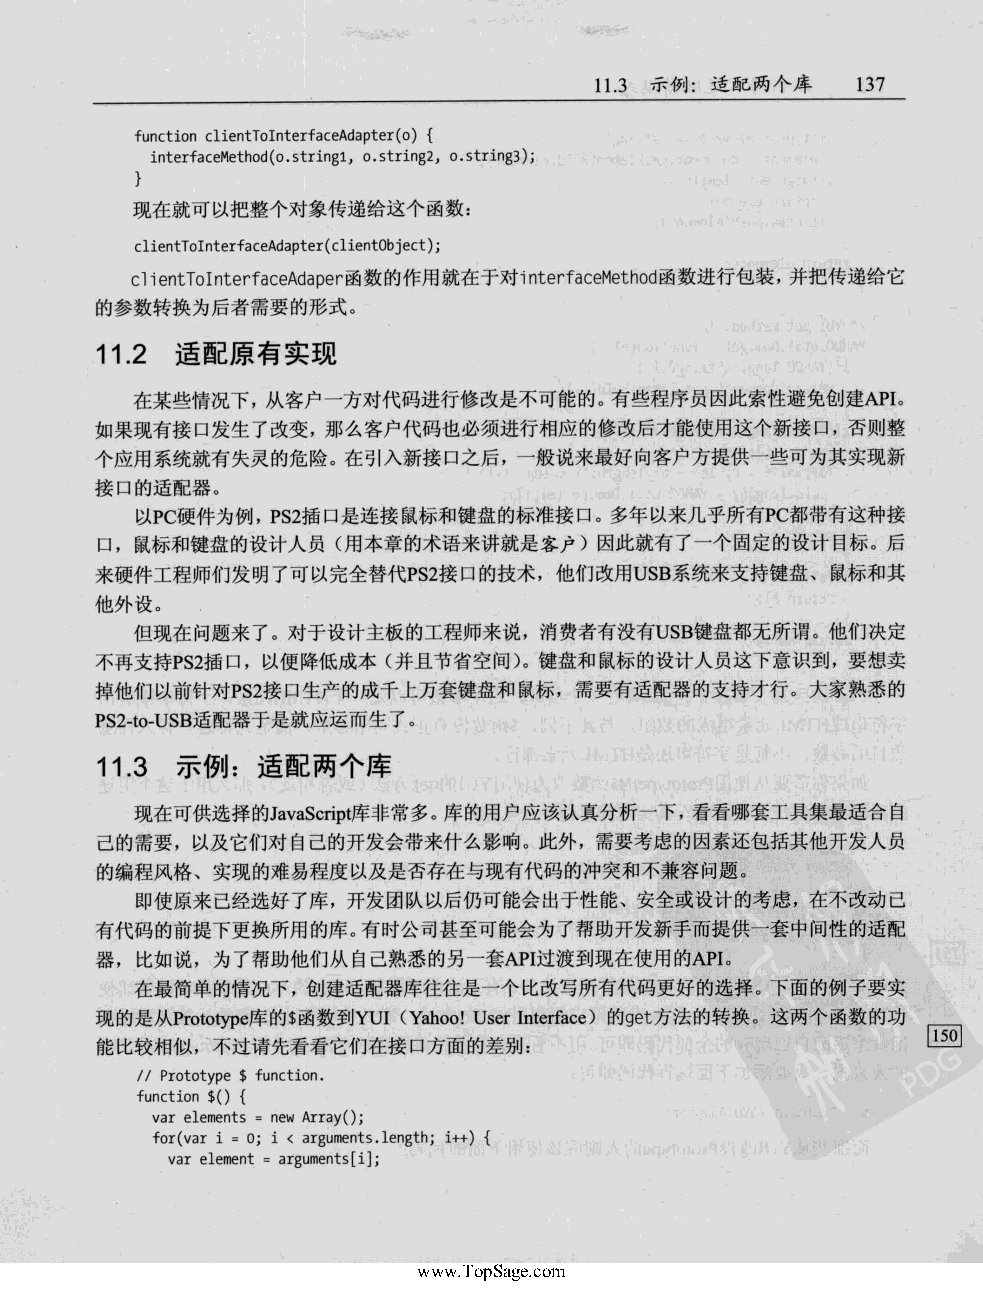 11.3 示例：适配两个库 137
function clientToInterfaceAdapter(o) {
interfaceMethod(o.string1, o.string2, o.string3);
}
现在就可以把整个对象传递给这个函数：
clientToInterfaceAdapter(clientObject);
clientToInterfaceAdaper函数的作用就在于对interfaceMethod函数进行包装，并把传递给它
的参数转换为后者需要的形式。
11.2 适配原有实现
在某些情况下，从客户一方对代码进行修改是不可能的。有些程序员因此索性避免创建API。
如果现有接口发生了改变，那么客户代码也必须进行相应的修改后才能使用这个新接口，否则整
个应用系统就有失灵的危险。在引入新接口之后，一般说来最好向客户方提供一些可为其实现新
接口的适配器。
以PC硬件为例，PS2插口是连接鼠标和键盘的标准接口。多年以来几乎所有PC都带有这种接
口，鼠标和键盘的设计人员（用本章的术语来讲就是客户）因此就有了一个固定的设计目标。后
来硬件工程师们发明了可以完全替代PS2接口的技术，他们改用USB系统来支持键盘、鼠标和其
他外设。
但现在问题来了。对于设计主板的工程师来说，消费者有没有USB键盘都无所谓。他们决定
不再支持PS2插口，以便降低成本（并且节省空间）。键盘和鼠标的设计人员这下意识到，要想卖
掉他们以前针对PS2接口生产的成千上万套键盘和鼠标，需要有适配器的支持才行。大家熟悉的
PS2-to-USB适配器于是就应运而生了。
11.3 示例：适配两个库
现在可供选择的JavaScript库非常多。库的用户应该认真分析一下，看看哪套工具集最适合自
己的需要，以及它们对自己的开发会带来什么影响。此外，需要考虑的因素还包括其他开发人员
的编程风格、实现的难易程度以及是否存在与现有代码的冲突和不兼容问题。
即使原来已经选好了库，开发团队以后仍可能会出于性能、安全或设计的考虑，在不改动已
有代码的前提下更换所用的库。有时公司甚至可能会为了帮助开发新手而提供一套中间性的适配
器，比如说，为了帮助他们从自己熟悉的另一套API过渡到现在使用的API。
在最简单的情况下，创建适配器库往往是一个比改写所有代码更好的选择。下面的例子要实
现的是从Prototype库的$函数到YUI（Yahoo! User Interface）的get方法的转换。这两个函数的功
能比较相似，不过请先看看它们在接口方面的差别：
150
// Prototype $ function.
function $() {
var elements = new Array();
for(var i = 0; i < arguments.length; i++) {
var element = arguments[i];
PDG
www.TopSage.com